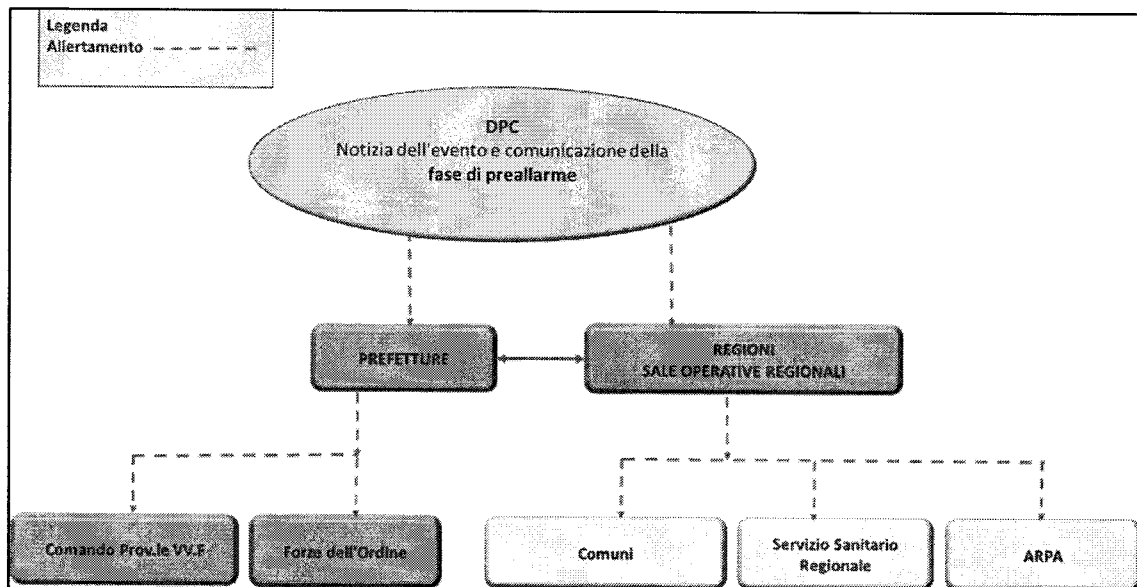 Legenda
Allertamento
DPC
Notizia dell'evento e comunicazione della
fase di preallarme
PREFETTURE
REGIONI
SALE OPERATIVE REGIONALI
Comando Prov.le VV.F
Forze dell'Ordine
Comuni
Servizio Sanitario
Regionale
ARPA